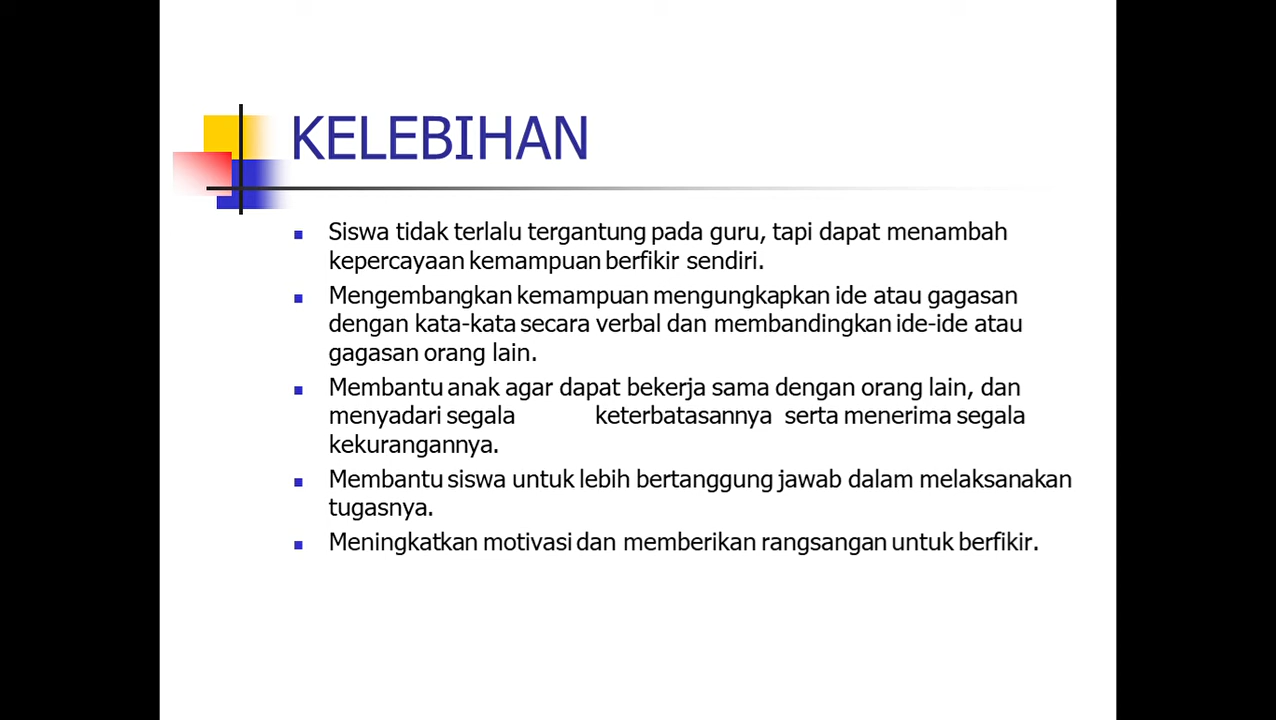 KELEBIHAN
Siswa tidak terlalu tergantung pada guru, tapi dapat menambah
kepercayaan kemampuan berfikir sendiri.
Mengembangkan kemampuan mengungkapkan ide atau gagasan
dengan kata-kata secara verbal dan membandingkan ide-ide atau
gagasan orang lain.
Membantu anak agar dapat bekerja sama dengan orang lain, dan
menyadari segala keterbatasannya serta menerima segala
kekurangannya.
Membantu siswa untuk lebih bertanggung jawab dalam melaksanakan
tugasnya.
Meningkatkan motivasi dan memberikan rangsangan untuk berfikir.